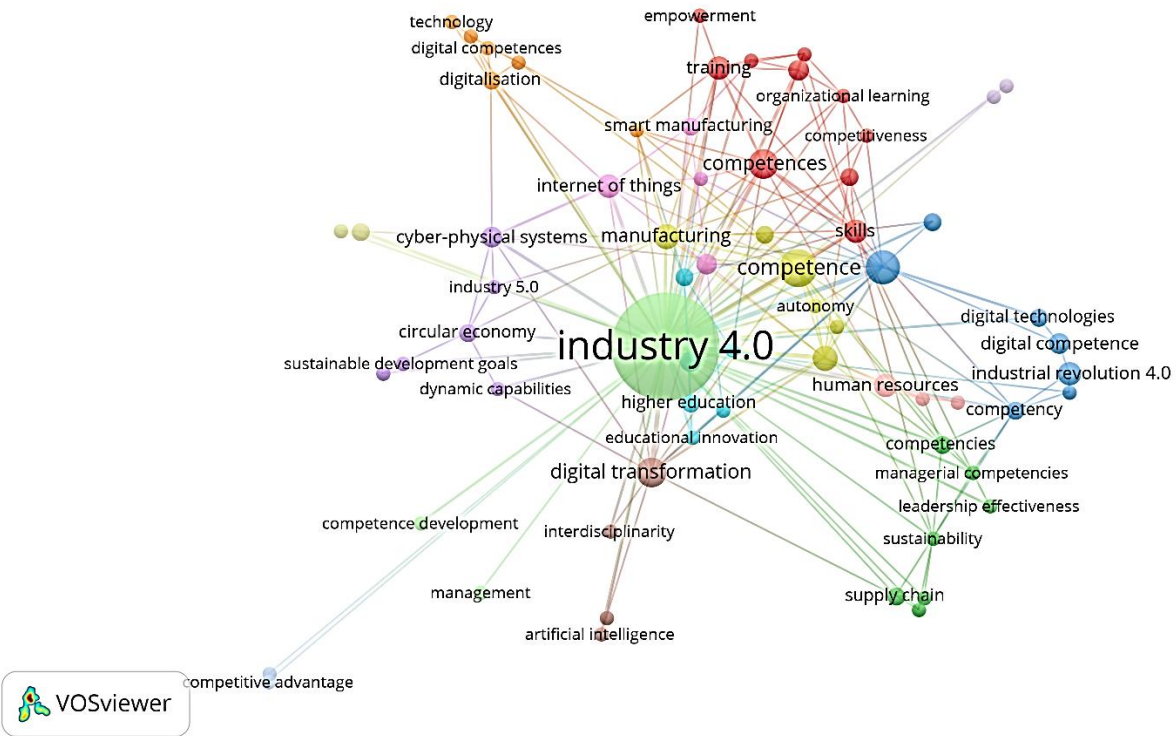 empowerment
technology
digital competences
training
digitalisation
organizational learning
smart manufacturing
competitiveness
competences
internet of things
skills
cyber-physical systems
manufacturing
competence
industry 5.0
autonomy
digital technologies
circular economy
industry 4.0
digital competence
sustainable development goals
industrial revolution 4.0
dynamic capabilities
human resources
higher education
competency
educational innovation
competencies
digital transformation
managerial competencies
leadership effectiveness
competence development
interdisciplinarity
sustainability
management
supply chain
artificial intelligence
competitive advantage
VOSviewer